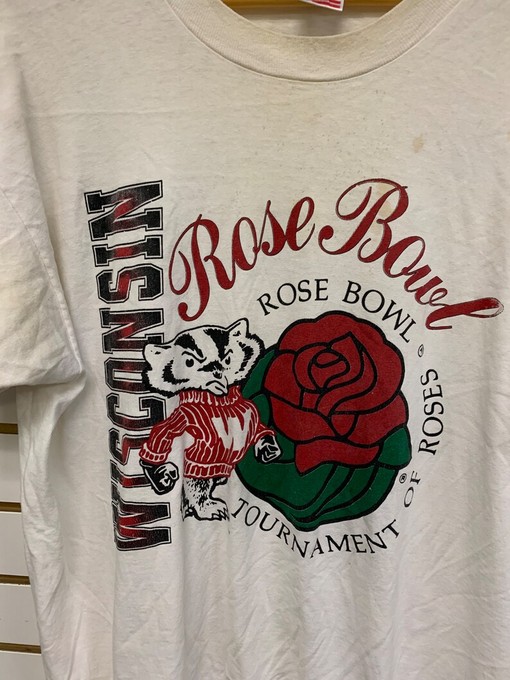 WISCONSIN
Rose Bowl
ROSE BOWL ®
TOURNAMENT OF ROSES ®
W